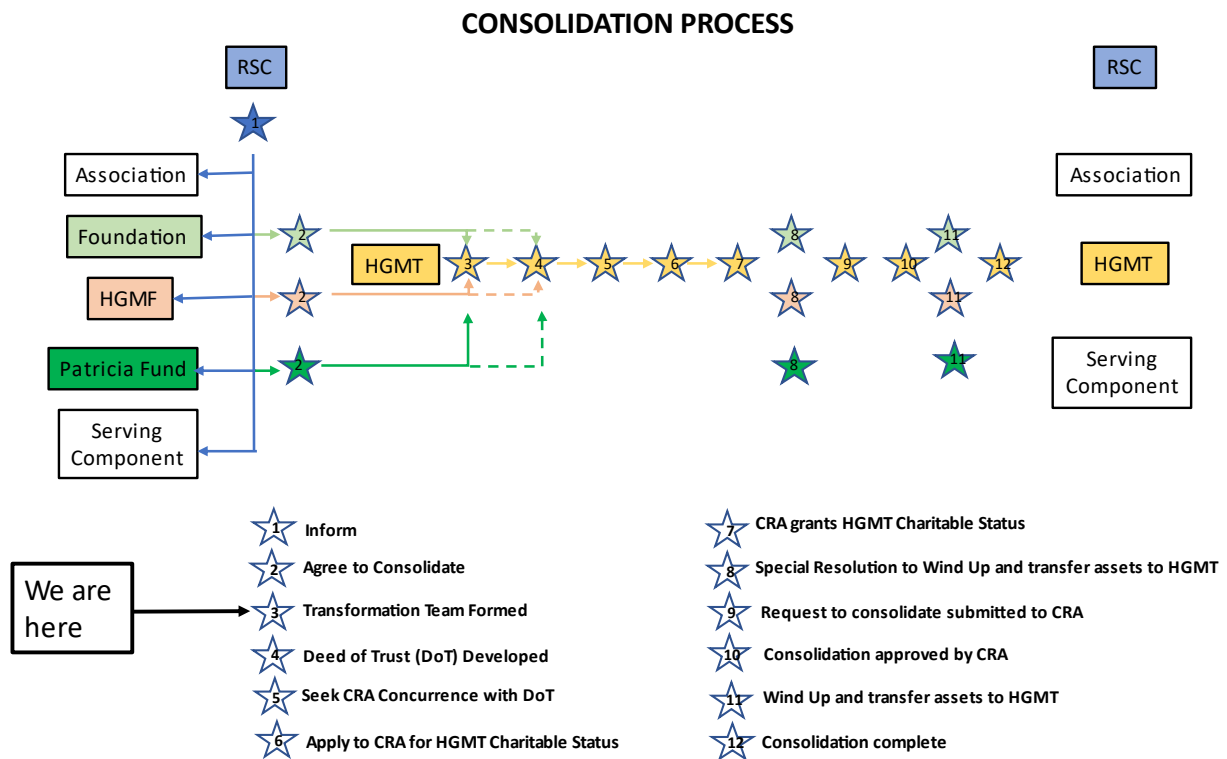 CONSOLIDATION PROCESS
RSC
RSC
1
Association
Association
Foundation
2
8
11
HGMT
3
4
5
6
7
9
10
12
HGMT
HGMF
2
8
11
Patricia Fund
2
8
11
Serving
Component
Serving
Component
1 Inform
2 Agree to Consolidate
3 Transformation Team Formed
4 Deed of Trust (DoT) Developed
5 Seek CRA Concurrence with DoT
6 Apply to CRA for HGMT Charitable Status
We are
here
7 CRA grants HGMT Charitable Status
8 Special Resolution to Wind Up and transfer assets to HGMT
9 Request to consolidate submitted to CRA
10 Consolidation approved by CRA
11 Wind Up and transfer assets to HGMT
12 Consolidation complete